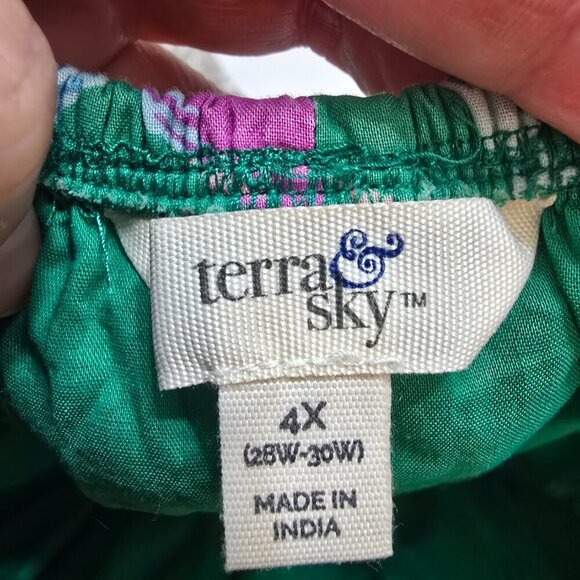 terra &
sky™
4X
(28W-30W)
MADE IN
INDIA